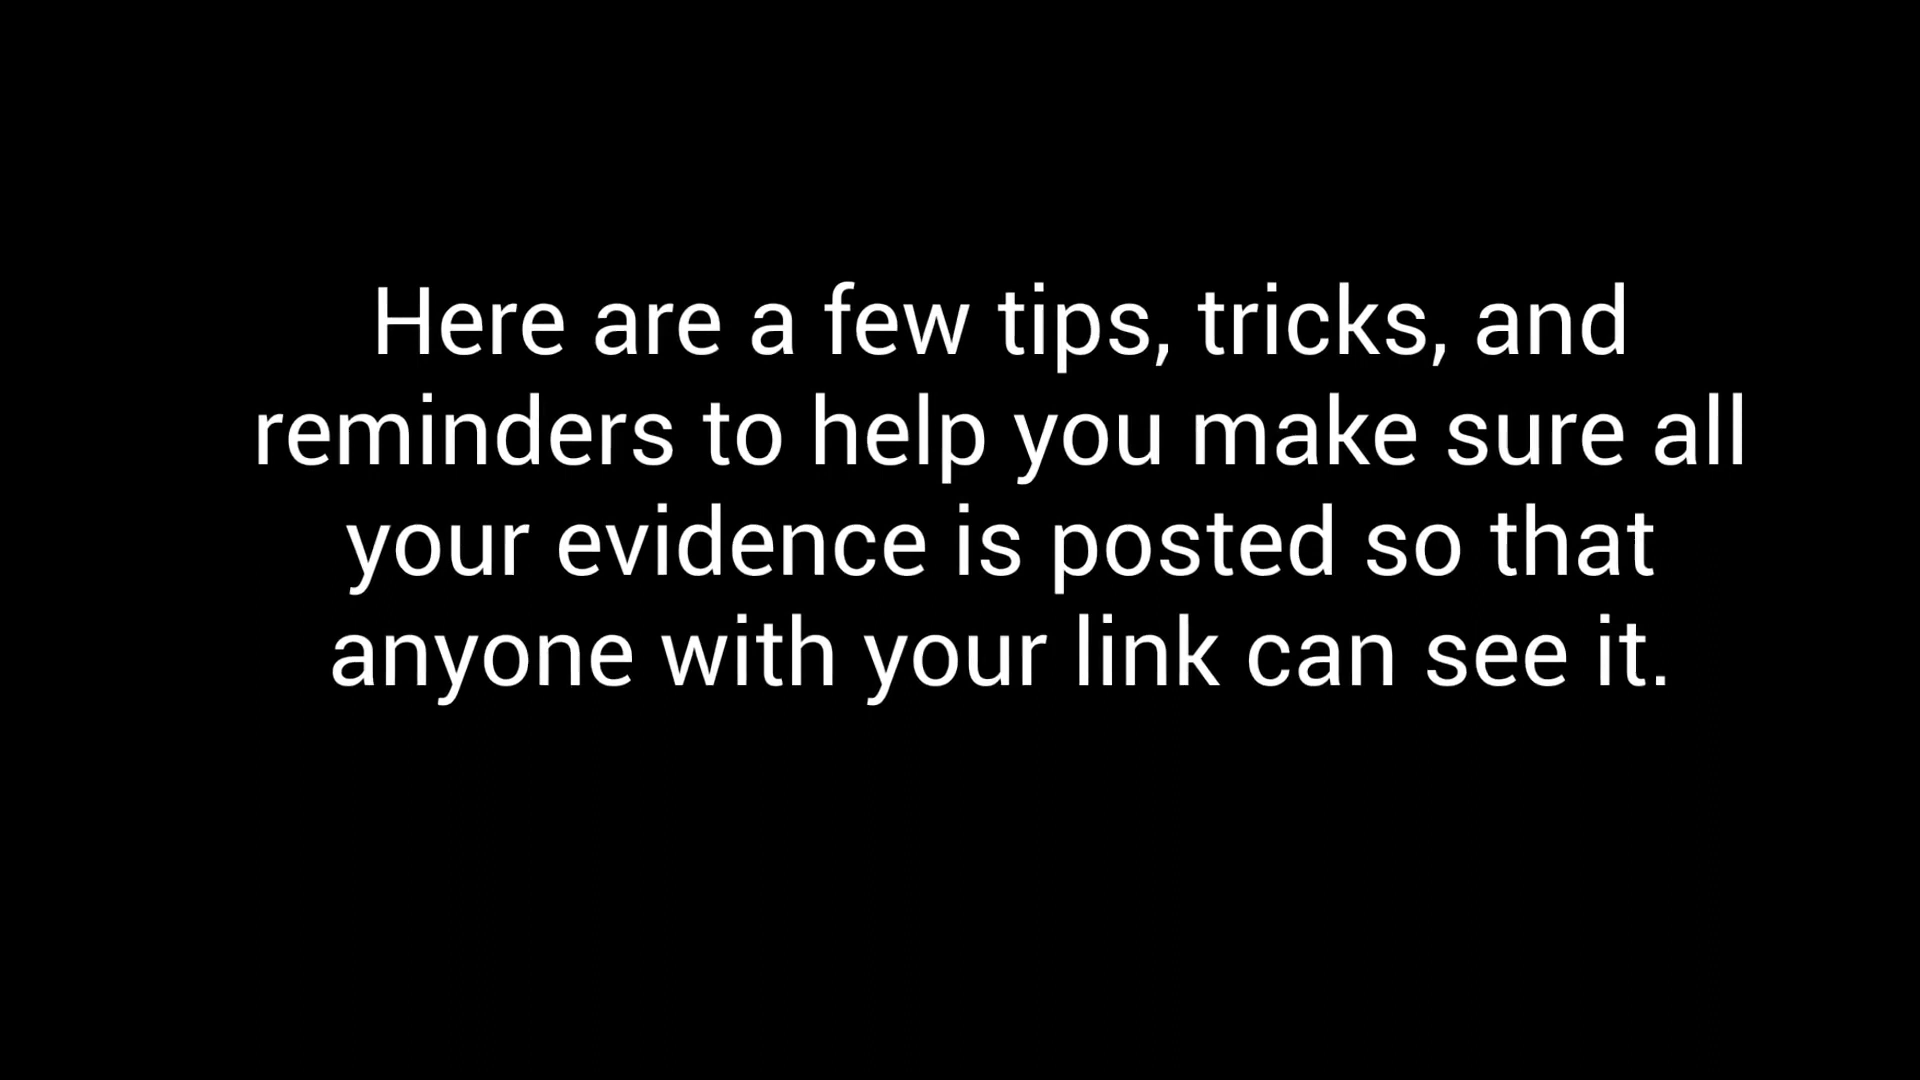 Here are a few tips, tricks, and
reminders to help you make sure all
your evidence is posted so that
anyone with your link can see it.